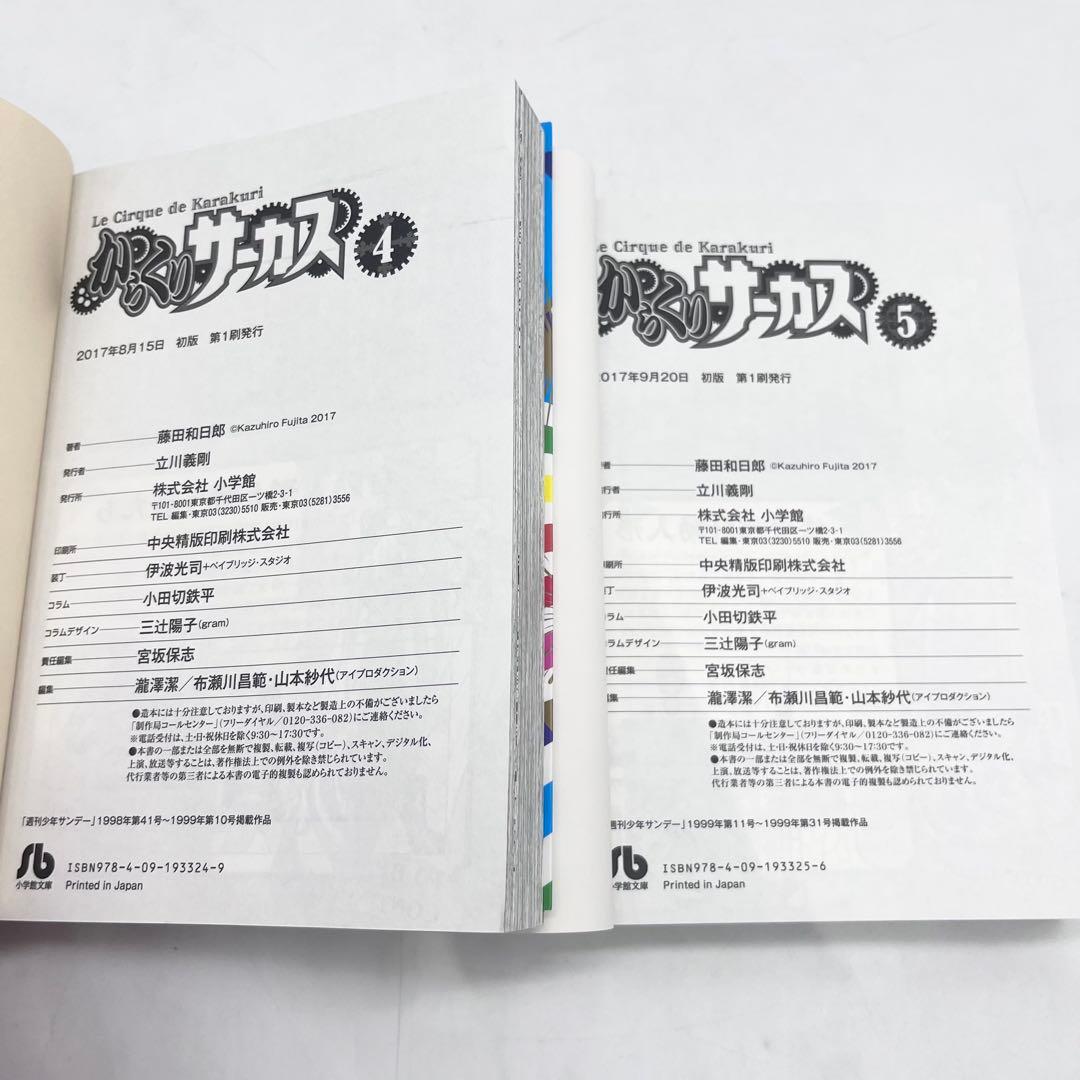 Le Cirque de Karakuri
からくりサーカス 4
2017年8月15日 初版 第1刷発行
著者 藤田和日郎 ©Kazuhiro Fujita 2017
発行者 立川義剛
発行所 株式会社 小学館
〒101-8001東京都千代田区一ツ橋2-3-1
TEL 編集・東京03(3230)5510 販売・東京03(5281)3556
印刷所 中央精版印刷株式会社
装丁 伊波光司+ベイブリッジ・スタジオ
コラム 小田切鉄平
コラムデザイン 三辻陽子(gram)
責任編集 宮坂保志
編集 瀧澤潔/布瀬川昌範・山本紗代(アイプロダクション)
●造本には十分注意しておりますが、印刷、製本など製造上の不備がございましたら
「制作局コールセンター」(フリーダイヤル/0120-336-082)にご連絡ください。
※電話受付は、土・日・祝休日を除く9:30~17:30です。
●本書の一部または全部を無断で複製、転載、複写(コピー)、スキャン、デジタル化、
上演、放送等することは、著作権法上での例外を除き禁じられています。
代行業者等の第三者による本書の電子的複製も認められておりません。
「週刊少年サンデー」1998年第41号~1999年第10号掲載作品
Sb 小学館文庫
ISBN978-4-09-193324-9
Printed in Japan
Le Cirque de Karakuri
からくりサーカス 5
2017年9月20日 初版 第1刷発行
者 藤田和日郎 ©Kazuhiro Fujita 2017
行者 立川義剛
行所 株式会社 小学館
〒101-8001東京都千代田区一ツ橋2-3-1
TEL 編集・東京03(3230)5510 販売・東京03(5281)3556
印刷所 中央精版印刷株式会社
丁 伊波光司+ベイブリッジ・スタジオ
ラム 小田切鉄平
ラムデザイン 三辻陽子(gram)
任編集 宮坂保志
集 瀧澤潔/布瀬川昌範・山本紗代(アイプロダクション)
●造本には十分注意しておりますが、印刷、製本など製造上の不備がございましたら
「制作局コールセンター」(フリーダイヤル/0120-336-082)にご連絡ください。
※電話受付は、土・日・祝休日を除く9:30~17:30です。
●本書の一部または全部を無断で複製、転載、複写(コピー)、スキャン、デジタル化、
上演、放送等することは、著作権法上での例外を除き禁じられています。
代行業者等の第三者による本書の電子的複製も認められておりません。
週刊少年サンデー」1999年第11号~1999年第31号掲載作品
Sb 小学館文庫
ISBN978-4-09-193325-6
Printed in Japan